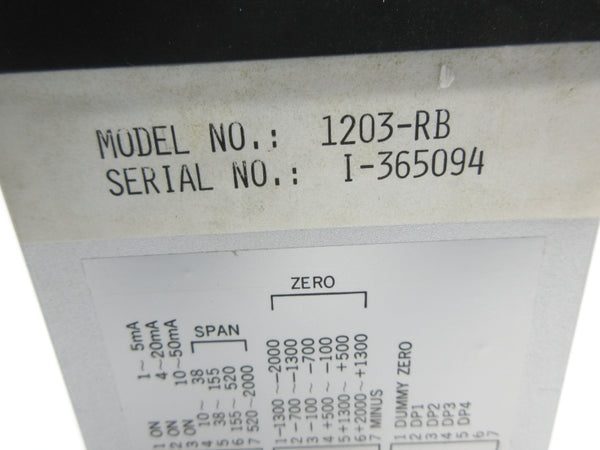 MODEL NO.: 1203-RB
SERIAL NO.: I-365094
ZERO
SPAN
1 ON 1~ 5mA
2 ON 4~20mA
3 ON 10~50mA
4 10~ 38
5 38~ 155
6 155~ 520
7 520~2000
1-1300~-2000
2 -700~-1300
3 -100~ -700
4 +500~ -100
5+1300~ +500
6+2000~+1300
7 MINUS
1 DUMMY ZERO
2 DP1
3 DP2
4 DP3
5 DP4
6
7